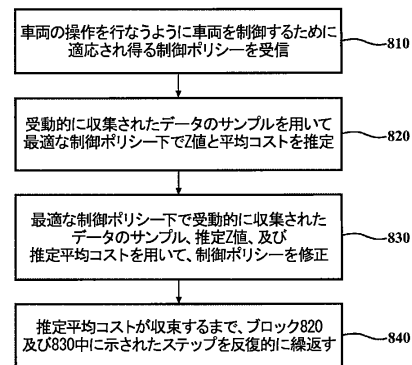 車両の操作を行なうように車両を制御するために
適応され得る制御ポリシーを受信
810
受動的に収集されたデータのサンプルを用いて
最適な制御ポリシー下でZ値と平均コストを推定
820
最適な制御ポリシー下で受動的に収集された
データのサンプル、推定Z値、及び
推定平均コストを用いて、制御ポリシーを修正
830
推定平均コストが収束するまで、ブロック820
及び830中に示されたステップを反復的に繰返す
840